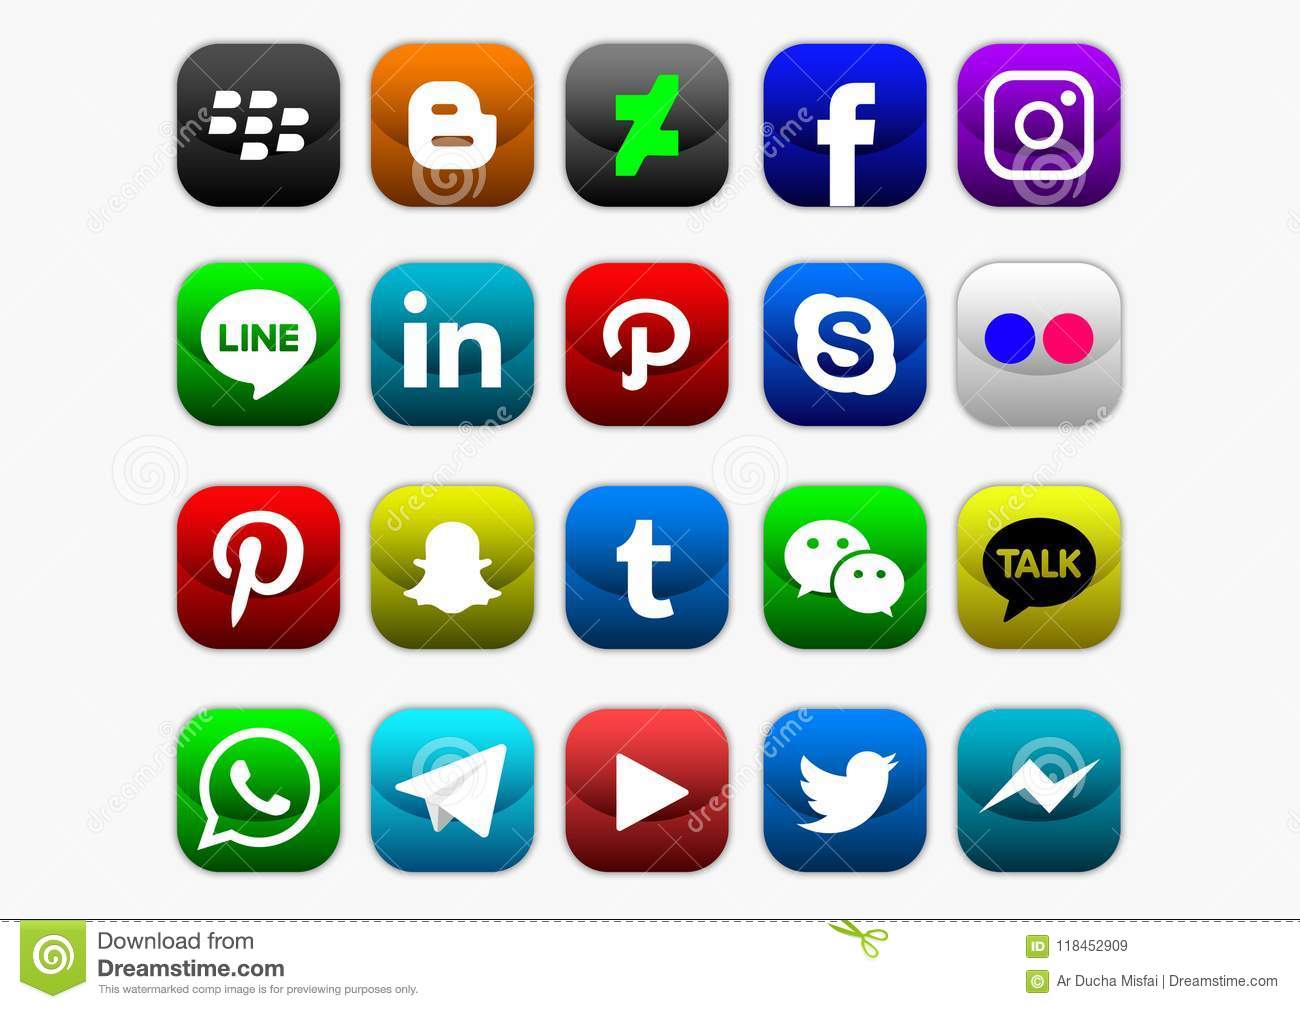 LINE
in
S
t
TALK
Download from
Dreamstime.com
This watermarked comp image is for previewing purposes only.
ID 118452909
© Ar Ducha Misfai | Dreamstime.com